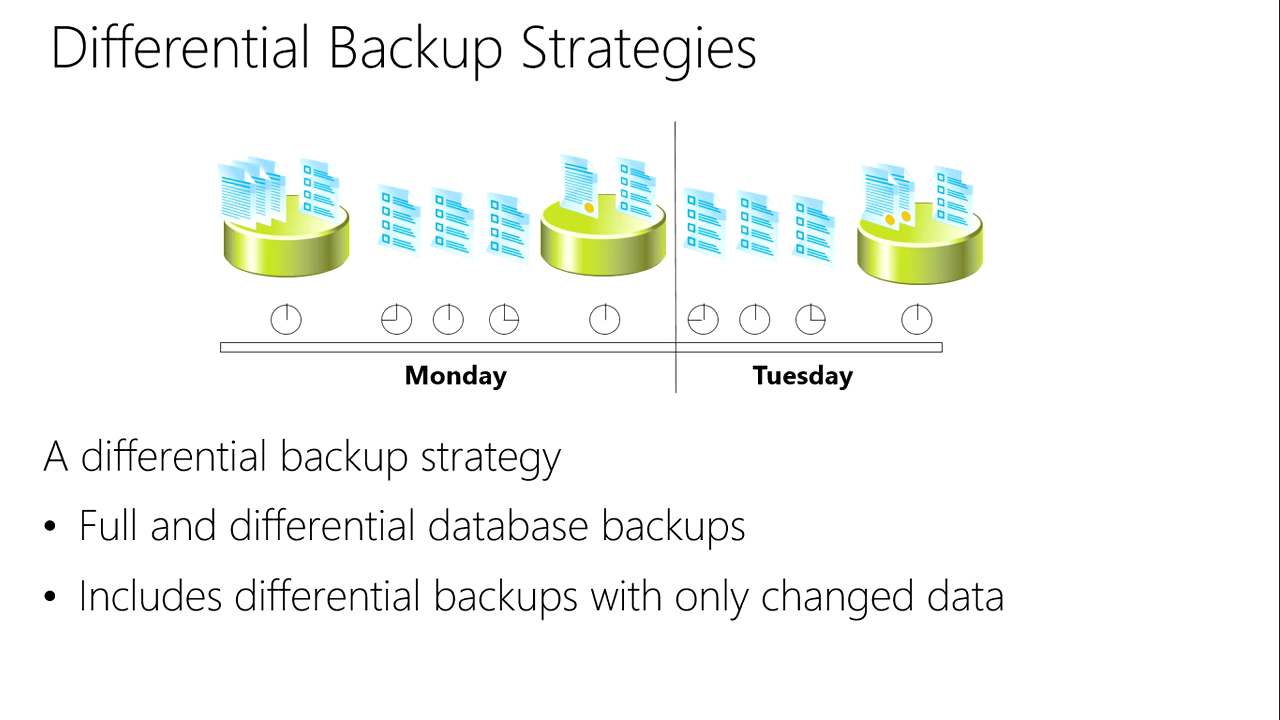 Differential Backup Strategies
Monday
Tuesday
A differential backup strategy
• Full and differential database backups
• Includes differential backups with only changed data